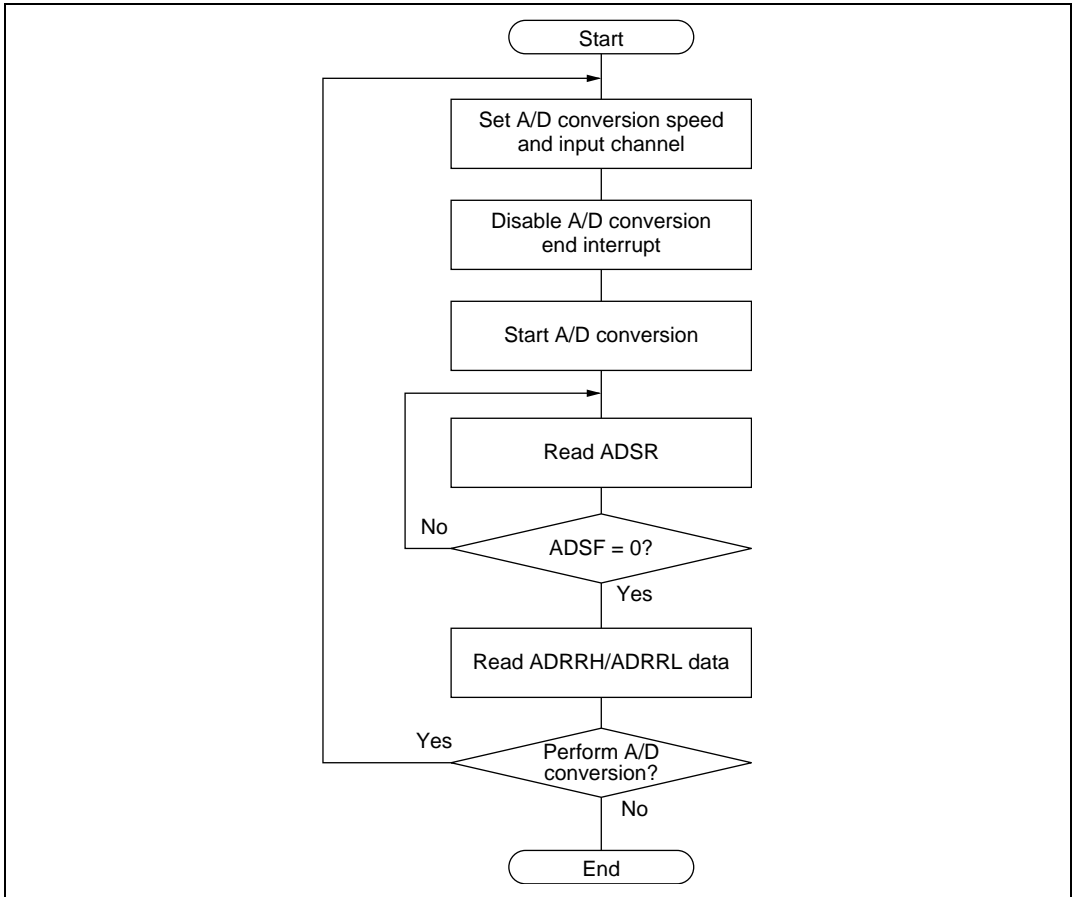 Start
Set A/D conversion speed
and input channel
Disable A/D conversion
end interrupt
Start A/D conversion
Read ADSR
No
ADSF = 0?
Yes
Read ADRRH/ADRRL data
Yes
Perform A/D
conversion?
No
End